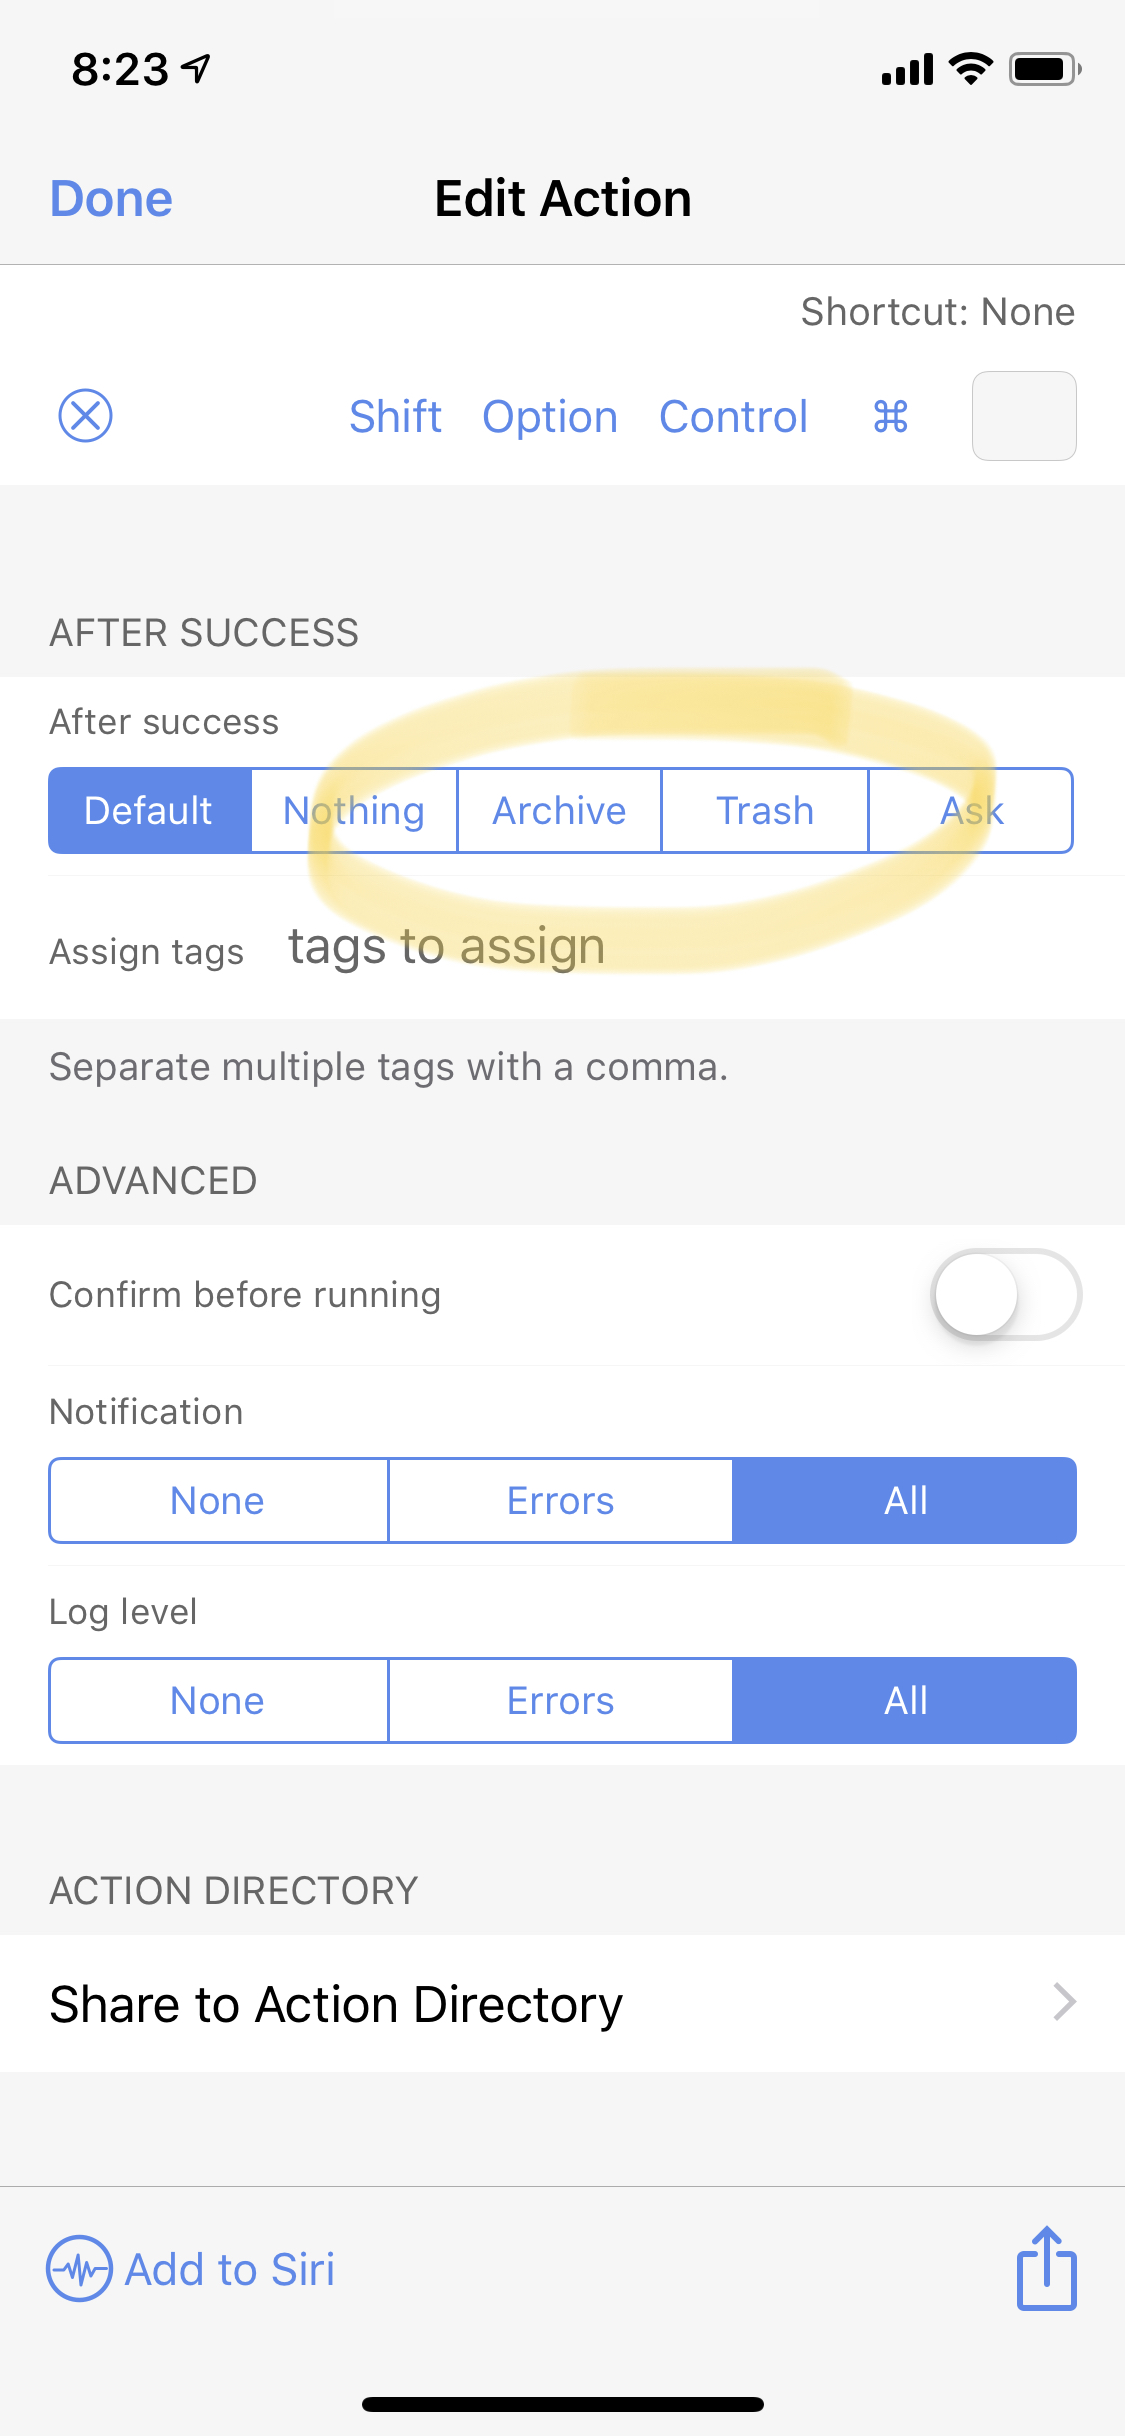 8:23
Done Edit Action
Shortcut: None
Shift Option Control ⌘
AFTER SUCCESS
After success
Default Nothing Archive Trash Ask
Assign tags tags to assign
Separate multiple tags with a comma.
ADVANCED
Confirm before running
Notification
None Errors All
Log level
None Errors All
ACTION DIRECTORY
Share to Action Directory
Add to Siri